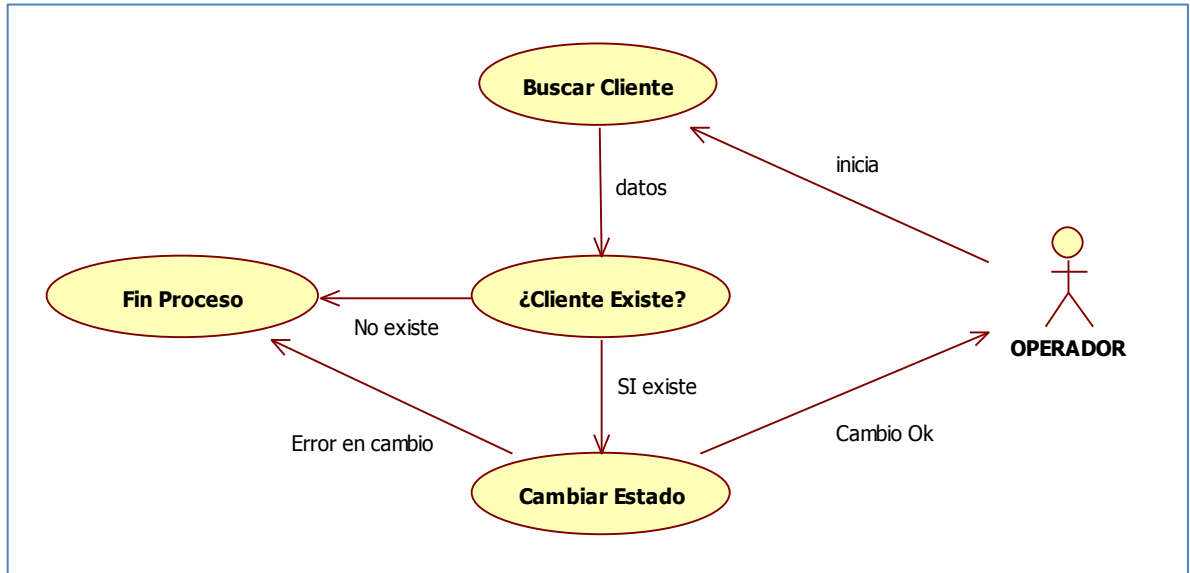 Buscar Cliente
inicia
datos
Fin Proceso
¿Cliente Existe?
No existe
OPERADOR
SI existe
Cambio Ok
Error en cambio
Cambiar Estado